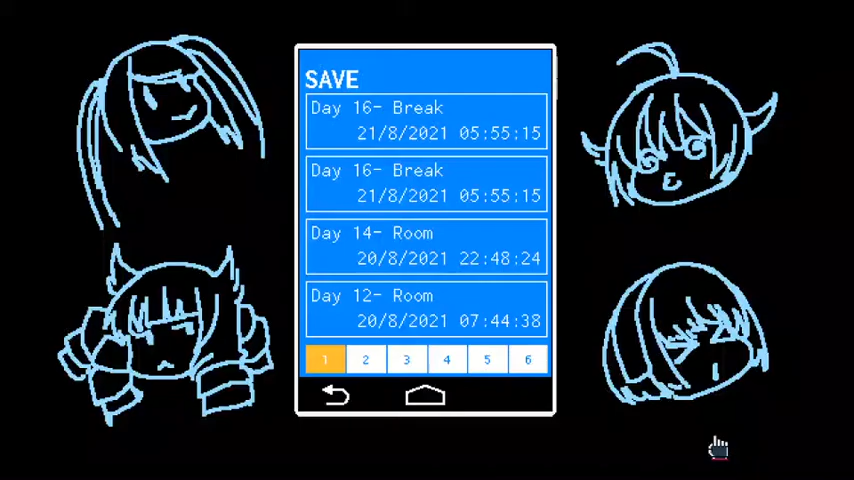 SAVE
Day 16- Break
21/8/2021 05:55:15
Day 16- Break
21/8/2021 05:55:15
Day 14- Room
20/8/2021 22:48:24
Day 12- Room
20/8/2021 07:44:38
1 2 3 4 5 6